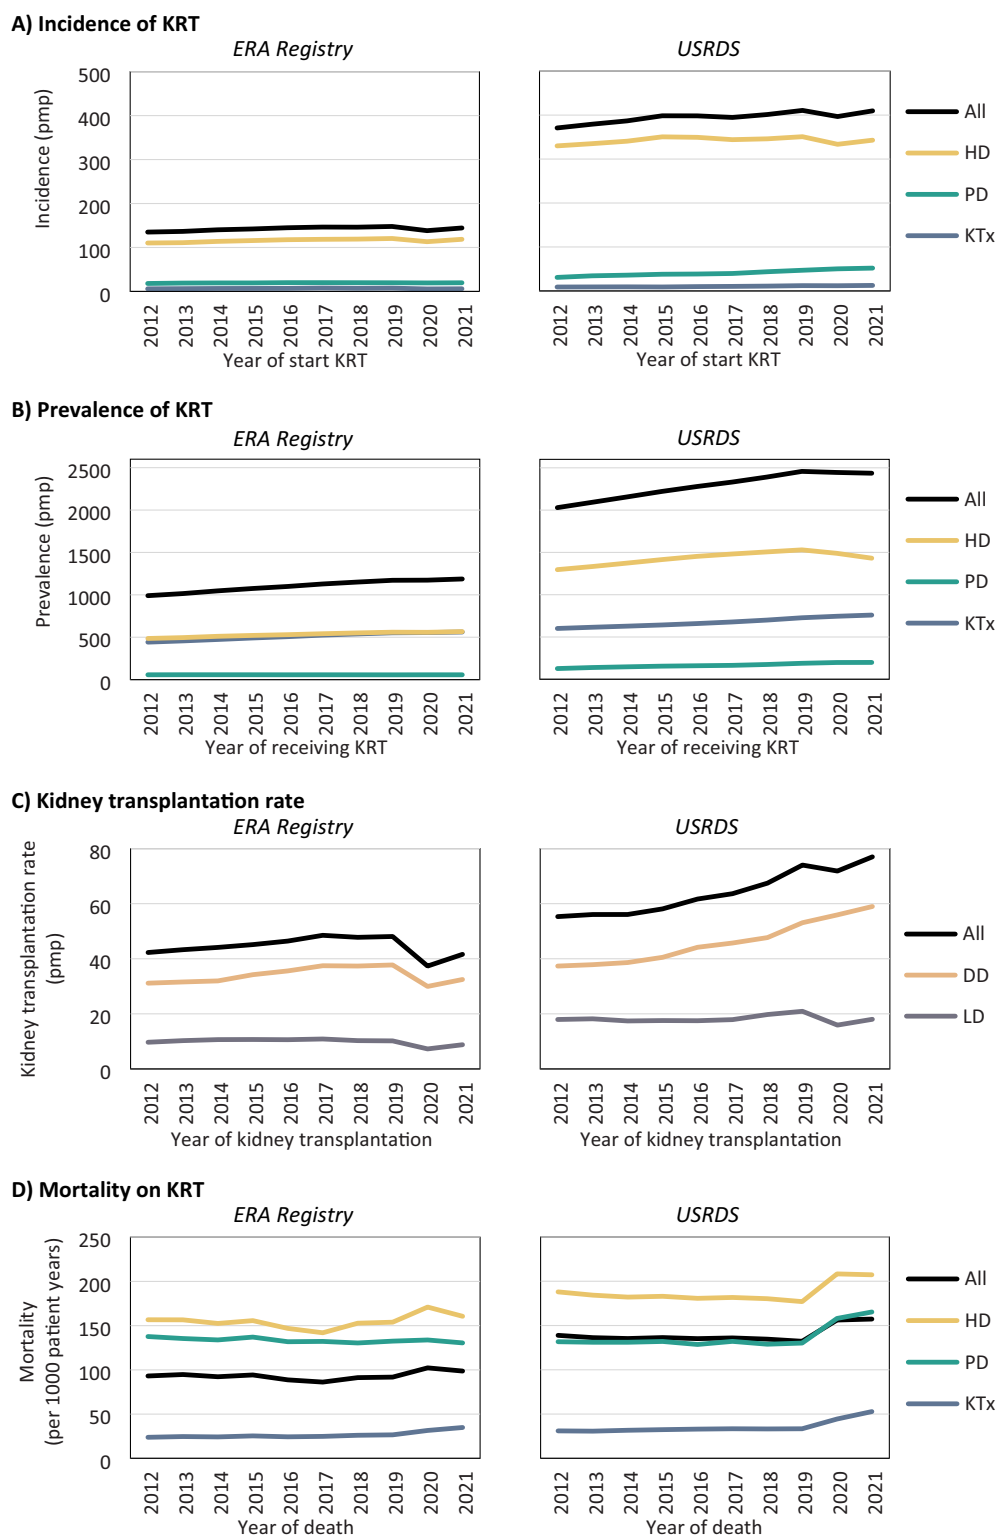 A) Incidence of KRT
ERA Registry
USRDS
Incidence (pmp)
500
400
300
200
100
0
2012 2013 2014 2015 2016 2017 2018 2019 2020 2021
Year of start KRT
2012 2013 2014 2015 2016 2017 2018 2019 2020 2021
Year of start KRT
All
HD
PD
KTx
B) Prevalence of KRT
ERA Registry
USRDS
Prevalence (pmp)
2500
2000
1500
1000
500
0
2012 2013 2014 2015 2016 2017 2018 2019 2020 2021
Year of receiving KRT
2012 2013 2014 2015 2016 2017 2018 2019 2020 2021
Year of receiving KRT
All
HD
PD
KTx
C) Kidney transplantation rate
ERA Registry
USRDS
Kidney transplantation rate
(pmp)
80
60
40
20
0
2012 2013 2014 2015 2016 2017 2018 2019 2020 2021
Year of kidney transplantation
2012 2013 2014 2015 2016 2017 2018 2019 2020 2021
Year of kidney transplantation
All
DD
LD
D) Mortality on KRT
ERA Registry
USRDS
Mortality
(per 1000 patient years)
250
200
150
100
50
0
2012 2013 2014 2015 2016 2017 2018 2019 2020 2021
Year of death
2012 2013 2014 2015 2016 2017 2018 2019 2020 2021
Year of death
All
HD
PD
KTx